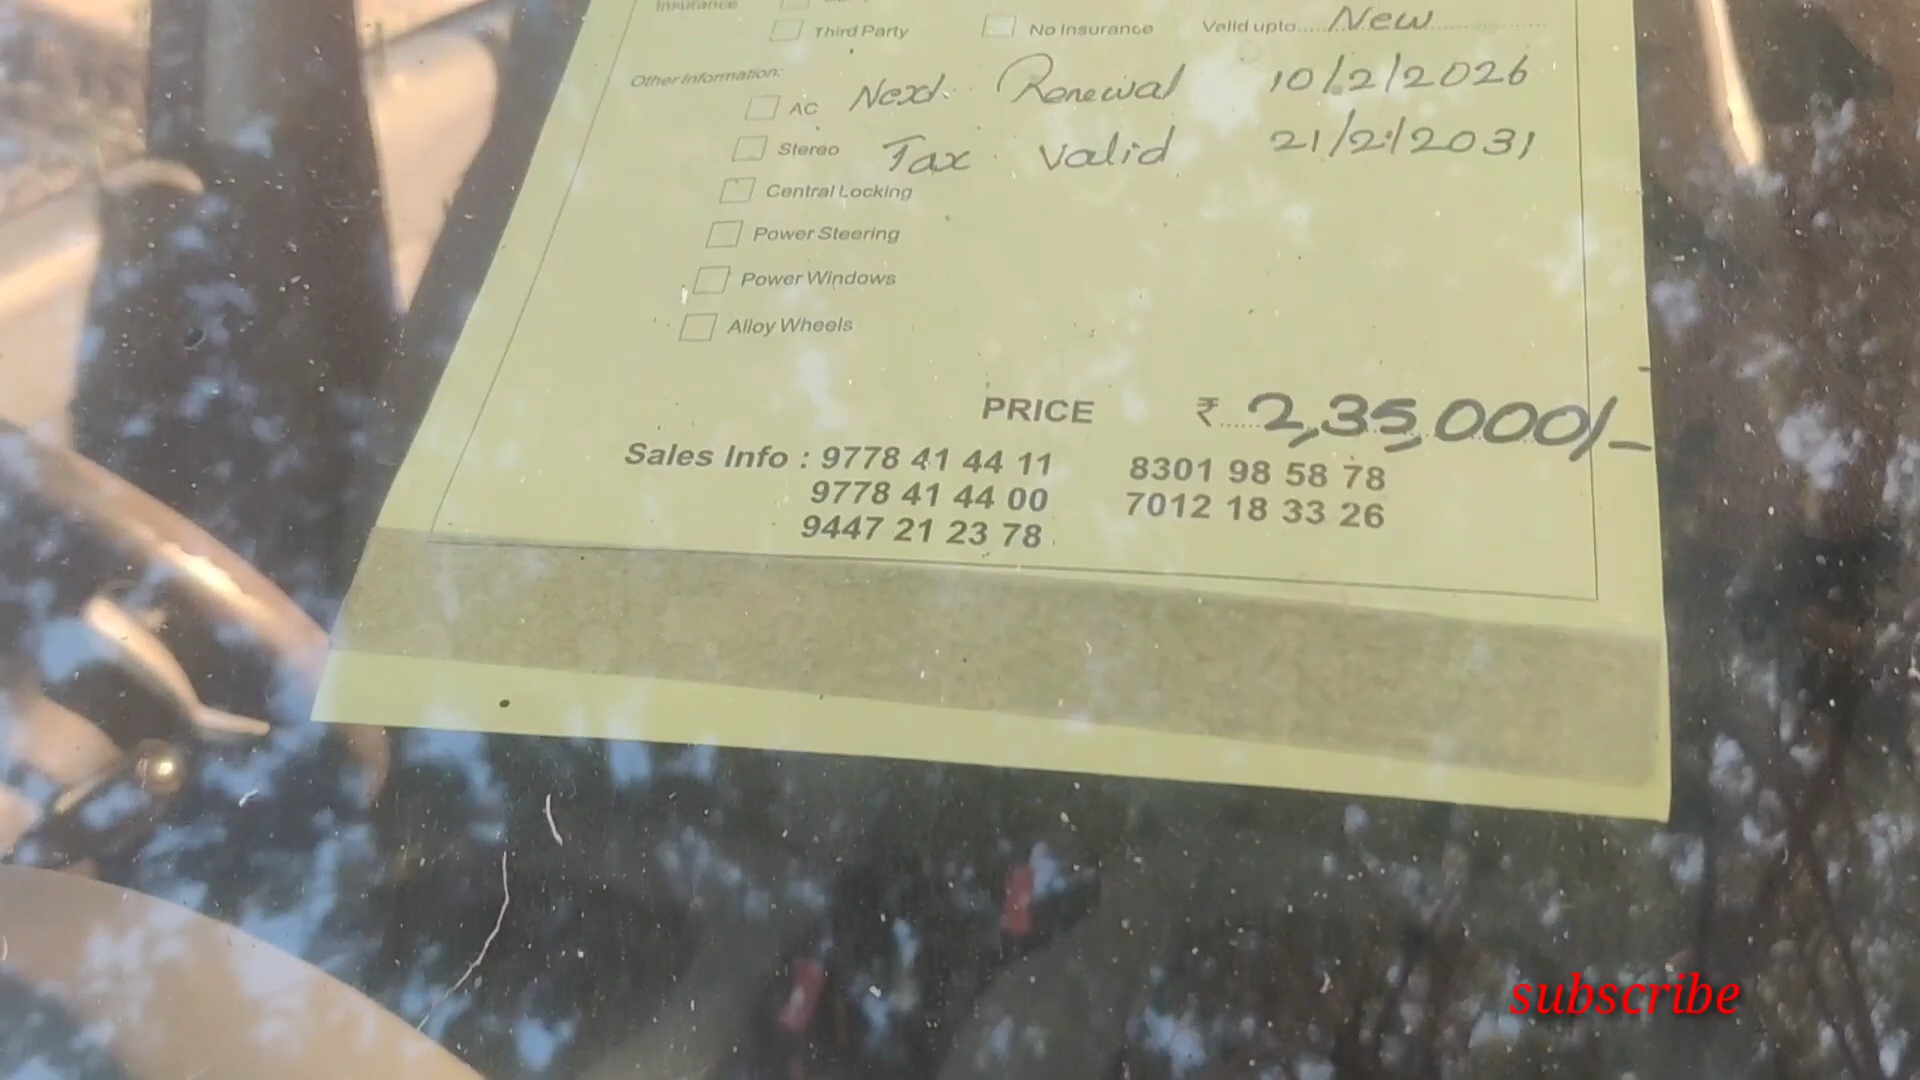 Insurance
Third Party No Insurance Valid upto..... New
Other Information:
AC Next Renewal 10/2/2026
Stereo Tax Valid 21/2/2031
Central Locking
Power Steering
Power Windows
Alloy Wheels
PRICE ₹ ..... 2,35,000/-
Sales Info : 9778 41 44 11 8301 98 58 78
9778 41 44 00 7012 18 33 26
9447 21 23 78
subscribe